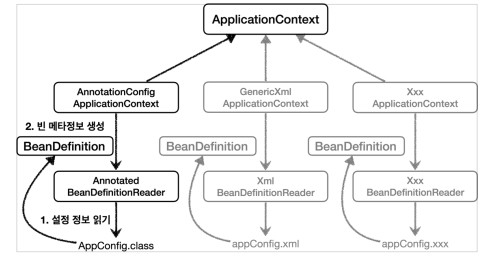 ApplicationContext
AnnotationConfig
ApplicationContext
GenericXml
ApplicationContext
Xxx
ApplicationContext
2. 빈 메타정보 생성
BeanDefinition
BeanDefinition
BeanDefinition
Annotated
BeanDefinitionReader
Xml
BeanDefinitionReader
Xxx
BeanDefinitionReader
1. 설정 정보 읽기
AppConfig.class
appConfig.xml
appConfig.xxx